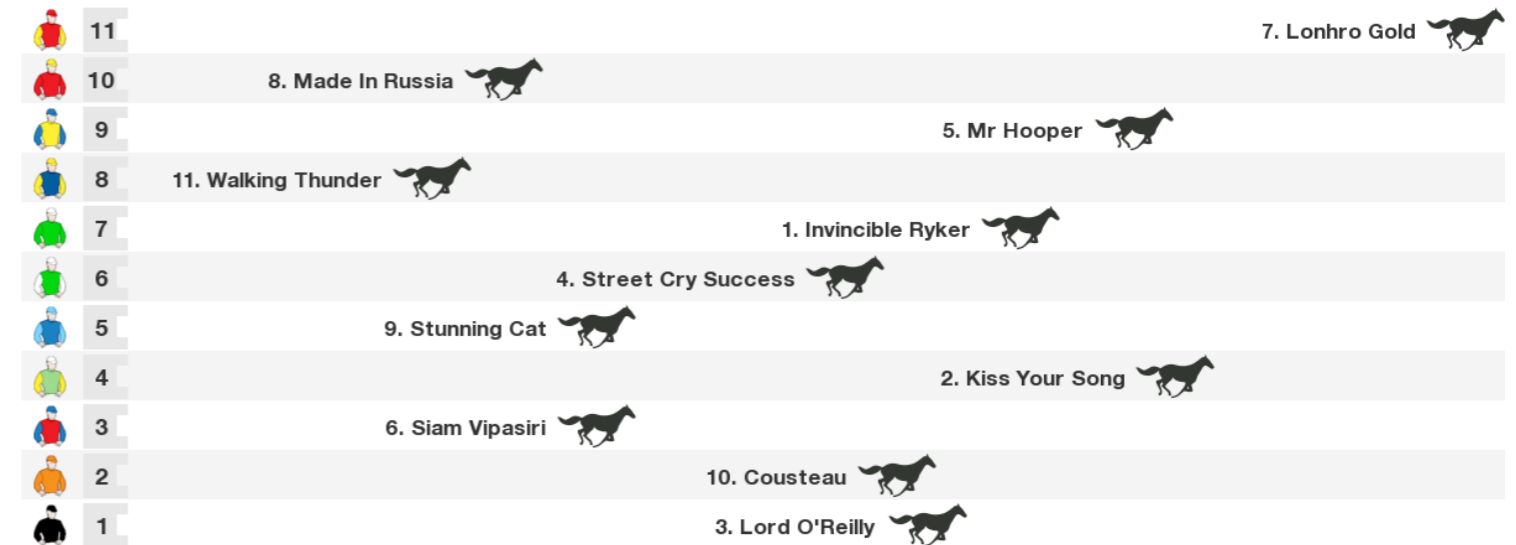 11 7. Lonhro Gold
10 8. Made In Russia
9 5. Mr Hooper
8 11. Walking Thunder
7 1. Invincible Ryker
6 4. Street Cry Success
5 9. Stunning Cat
4 2. Kiss Your Song
3 6. Siam Vipasiri
2 10. Cousteau
1 3. Lord O'Reilly